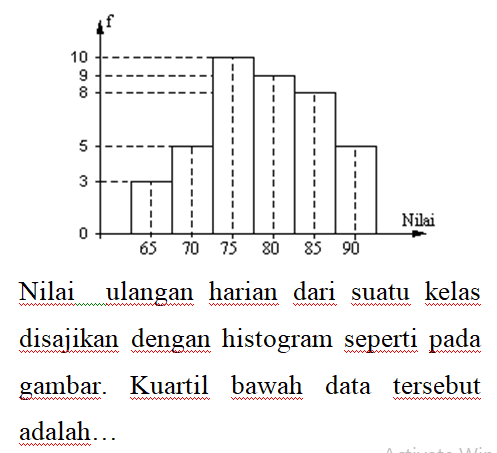 f
10
9
8
5
3
0
Nilai
65 70 75 80 85 90
Nilai ulangan harian dari suatu kelas
disajikan dengan histogram seperti pada
gambar. Kuartil bawah data tersebut
adalah…